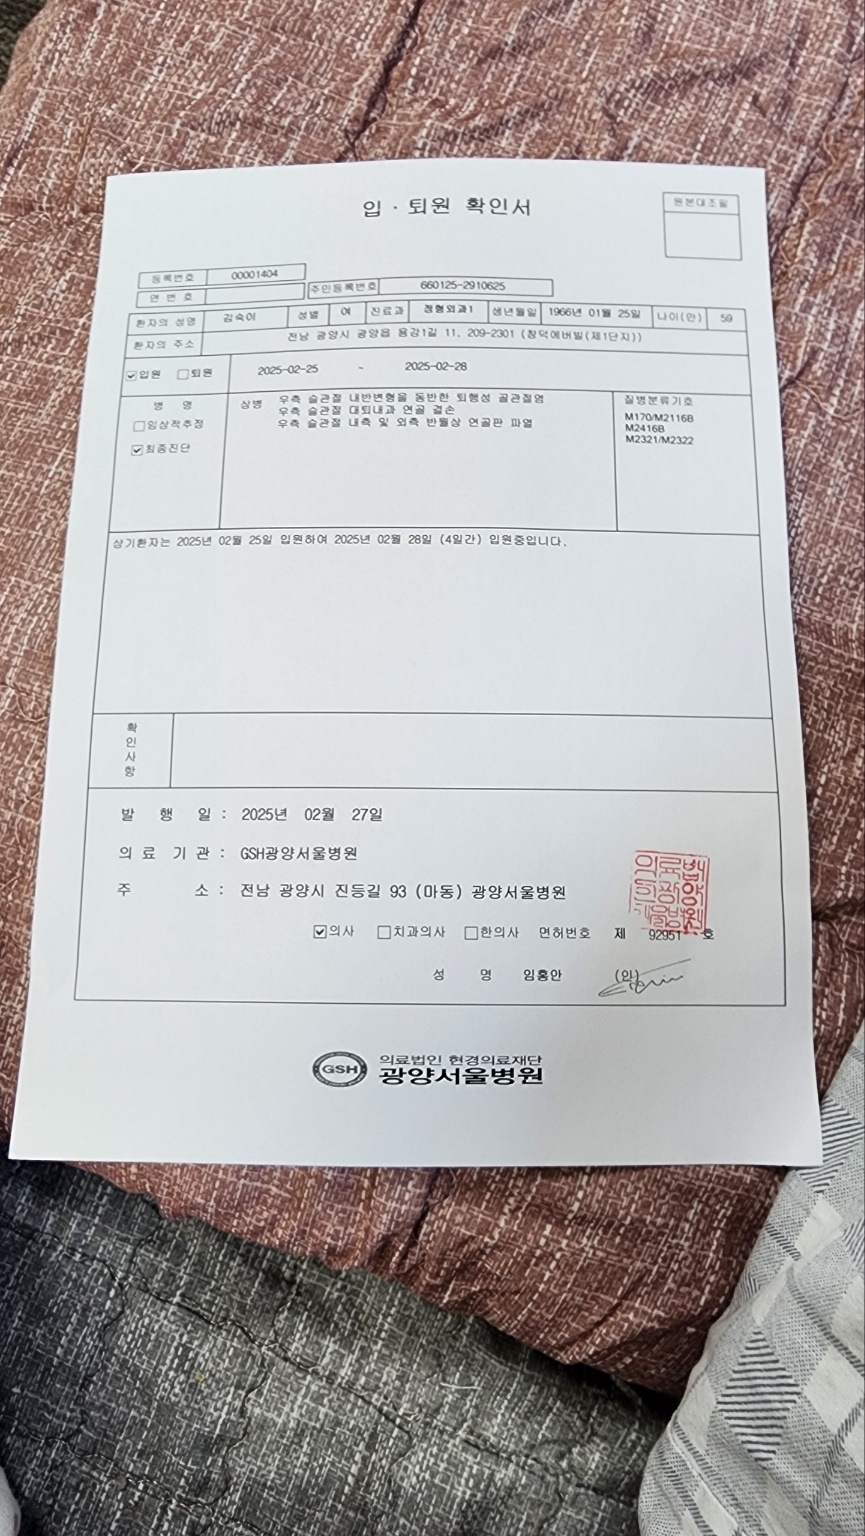 입 · 퇴원 확인서
원본대조필
등록번호 00001404
연 번 호 주민등록번호 660125-2910625
환자의 성명 김숙이 성별 여 진료과 정형외과1 생년월일 1966년 01월 25일 나이(만) 59
환자의 주소 전남 광양시 광양읍 용강1길 11, 209-2301 (창덕에버빌(제1단지))
입원 퇴원 2025-02-25 - 2025-02-28
병 명 상병 우측 슬관절 내반변형을 동반한 퇴행성 골관절염 질병분류기호
우측 슬관절 대퇴내과 연골 결손 M170/M2116B
임상적추정 우측 슬관절 내측 및 외측 반월상 연골판 파열 M2416B
M2321/M2322
최종진단
상기환자는 2025년 02월 25일 입원하여 2025년 02월 28일 (4일간) 입원중입니다.
확인사항
발 행 일 : 2025년 02월 27일
의 료 기 관 : GSH광양서울병원
주 소 : 전남 광양시 진등길 93 (마동) 광양서울병원
의사 치과의사 한의사 면허번호 제 92951 호
성 명 임홍안 (인)
GSH 의료법인 현경의료재단
광양서울병원